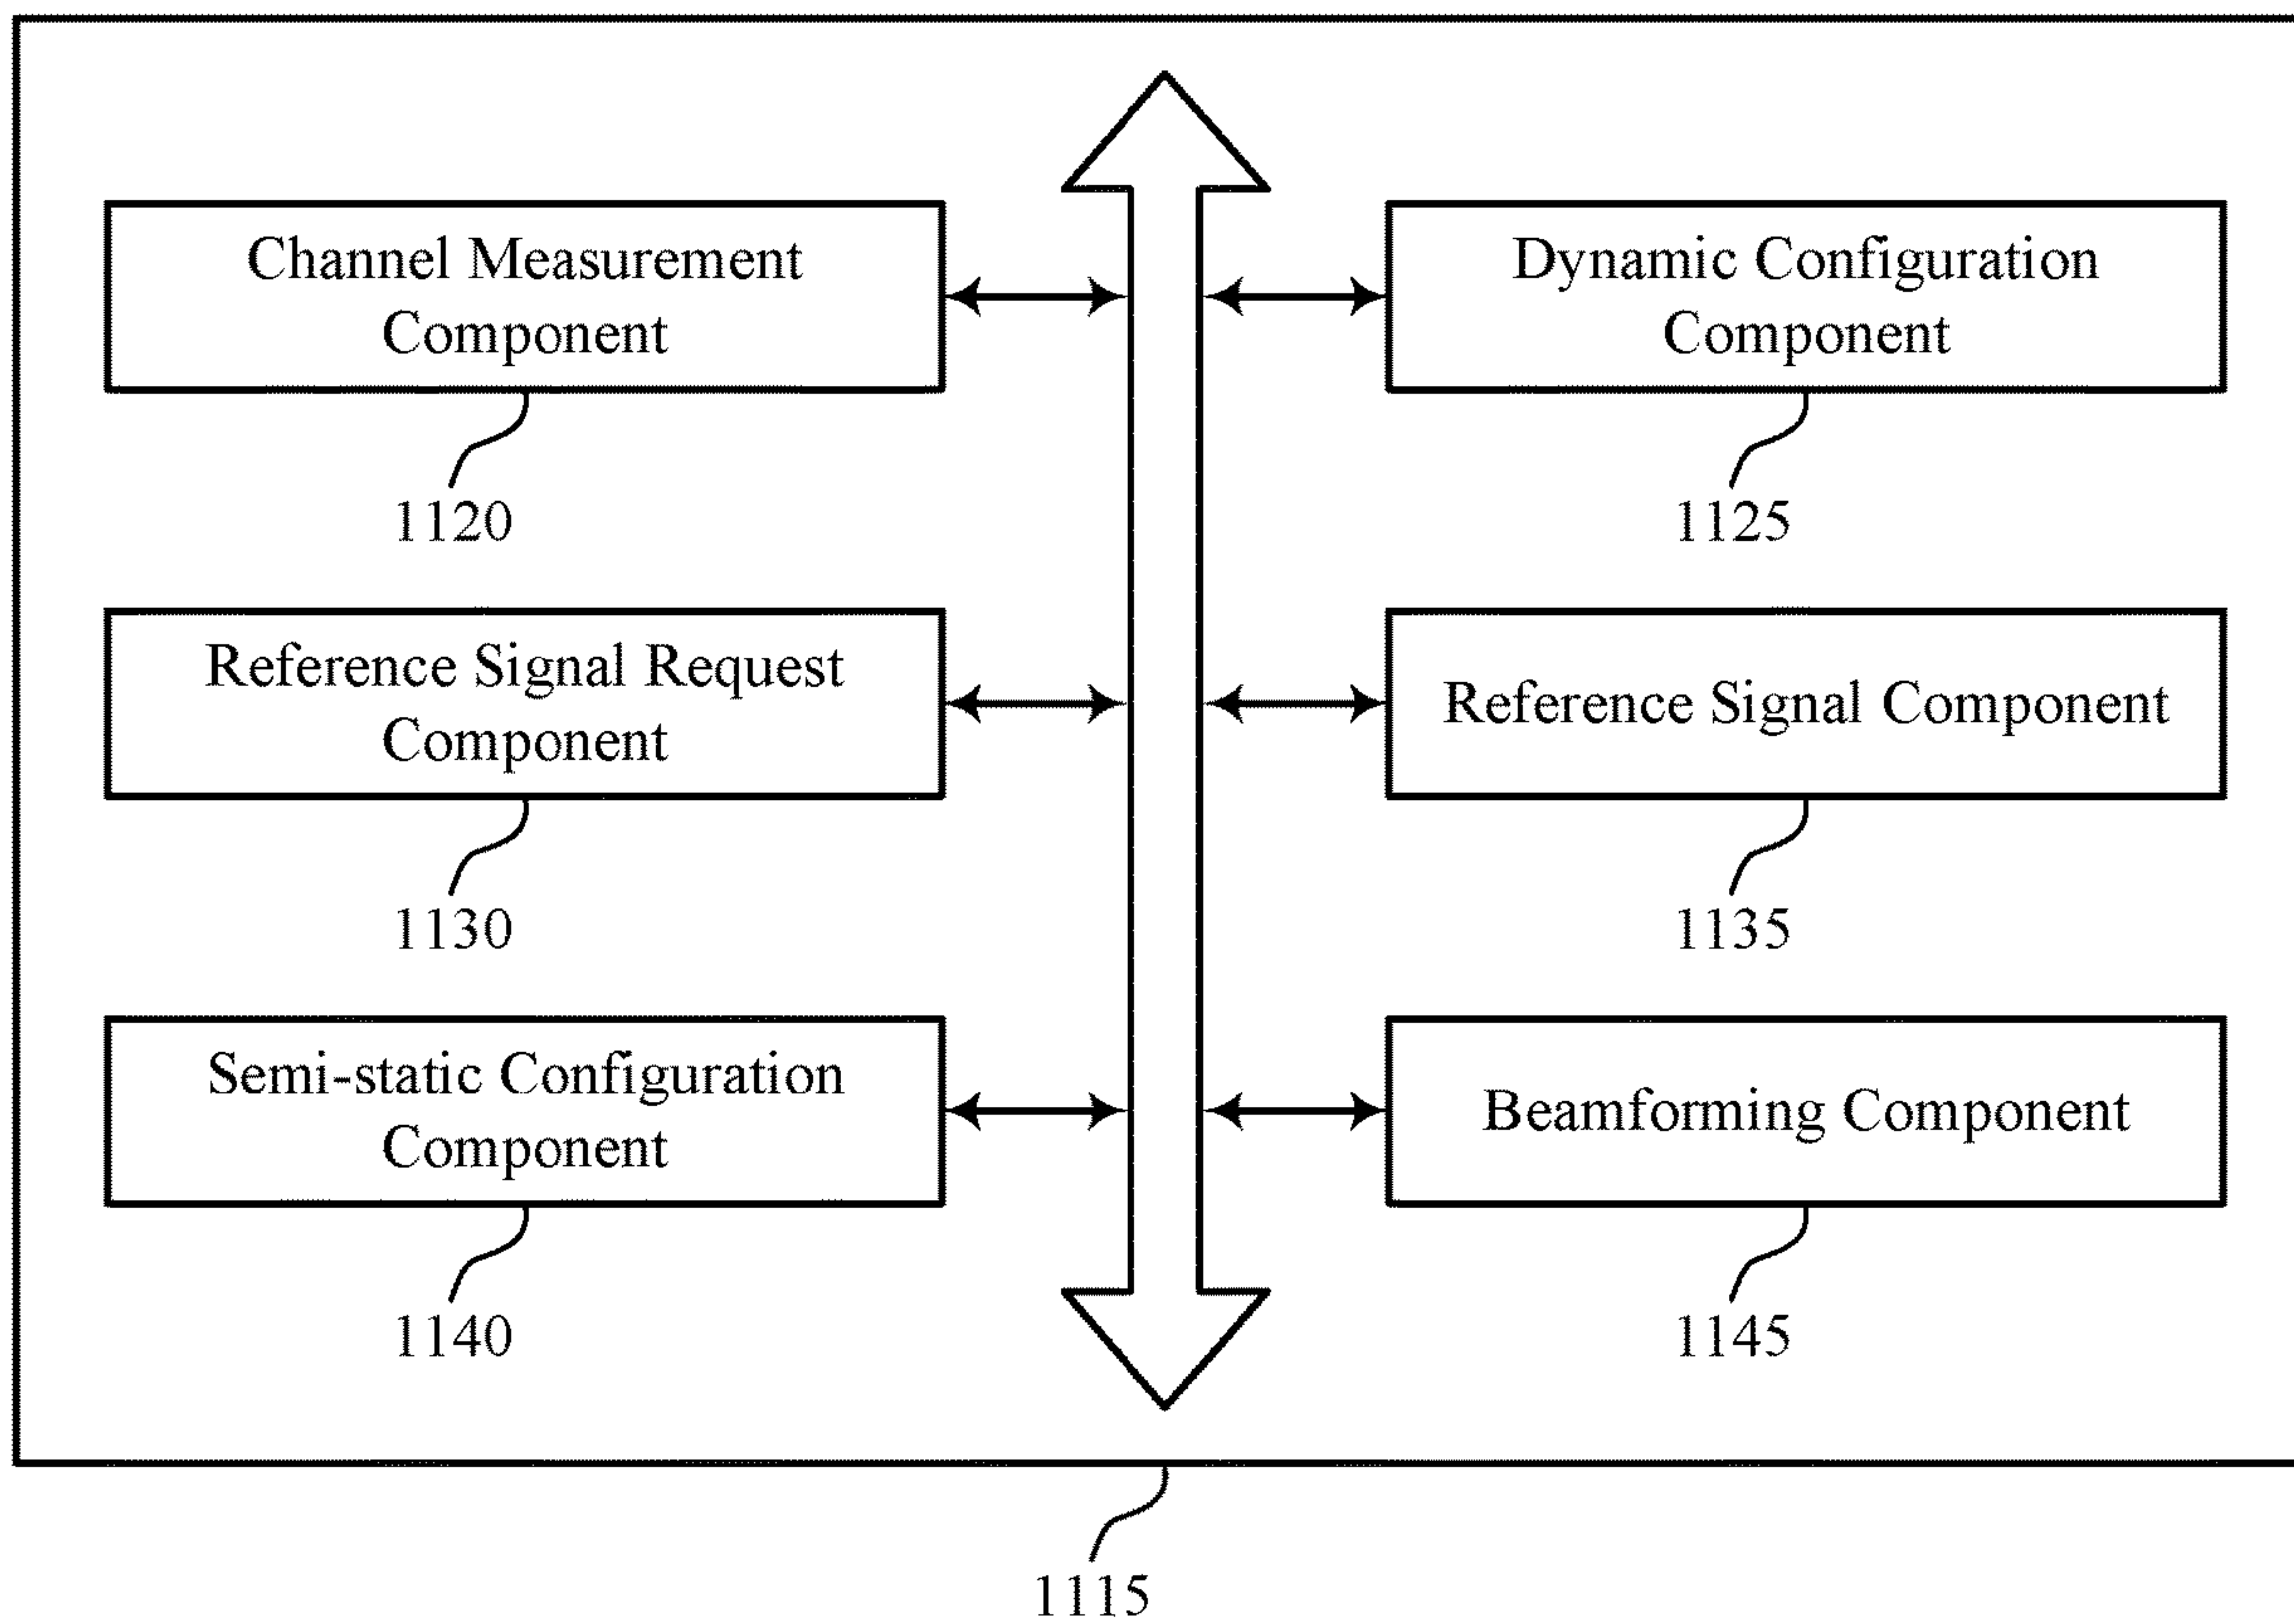 Channel Measurement
Component
1120
Dynamic Configuration
Component
1125
Reference Signal Request
Component
1130
Reference Signal Component
1135
Semi-static Configuration
Component
1140
Beamforming Component
1145
1115